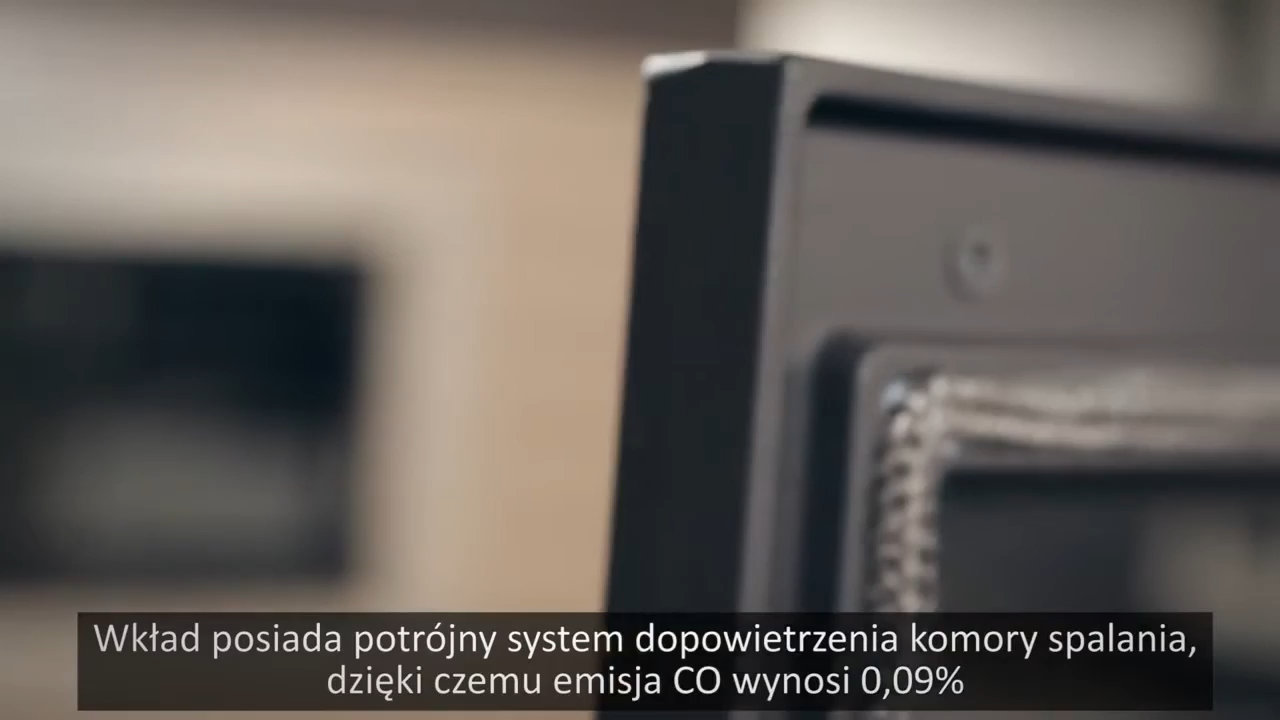 Wkład posiada potrójny system dopowietrzenia komory spalania,
dzięki czemu emisja CO wynosi 0,09%